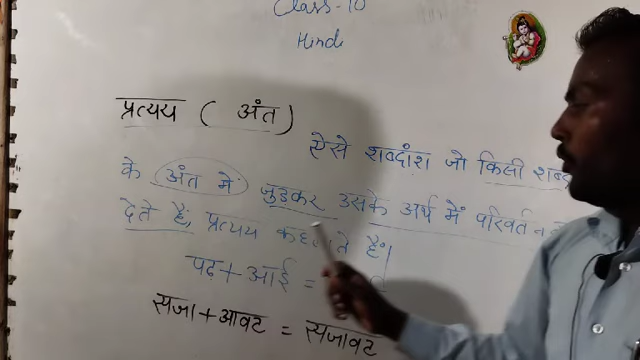 Class-10
Hindi
प्रत्यय ( अंत )
ऐसे शब्दांश जो किसी शब्द
के अंत में जुड़कर उसके अर्थ में परिवर्तन
देते हैं, प्रत्यय कहलाते हैं।
पढ़ + आई =
सजा + आवट = सजावट